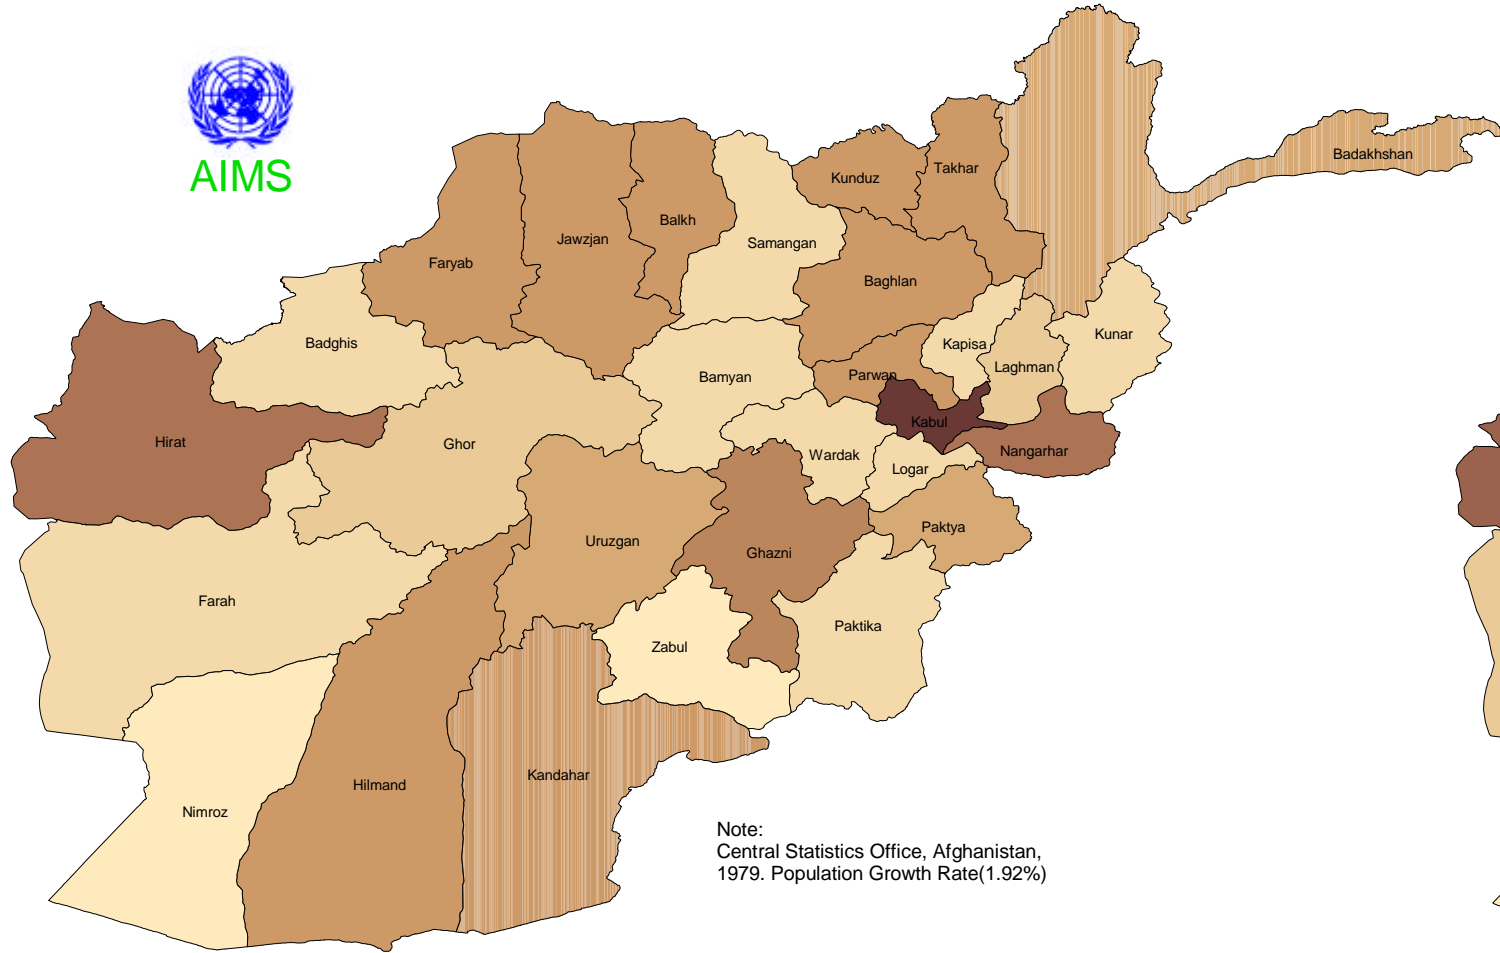 AIMS
Badakhshan
Takhar
Kunduz
Balkh
Jawzjan
Samangan
Faryab
Baghlan
Kunar
Badghis
Kapisa
Laghman
Bamyan
Parwan
Kabul
Hirat
Ghor
Nangarhar
Wardak
Logar
Paktya
Uruzgan
Ghazni
Farah
Paktika
Zabul
Kandahar
Hilmand
Nimroz
Note:
Central Statistics Office, Afghanistan,
1979. Population Growth Rate(1.92%)